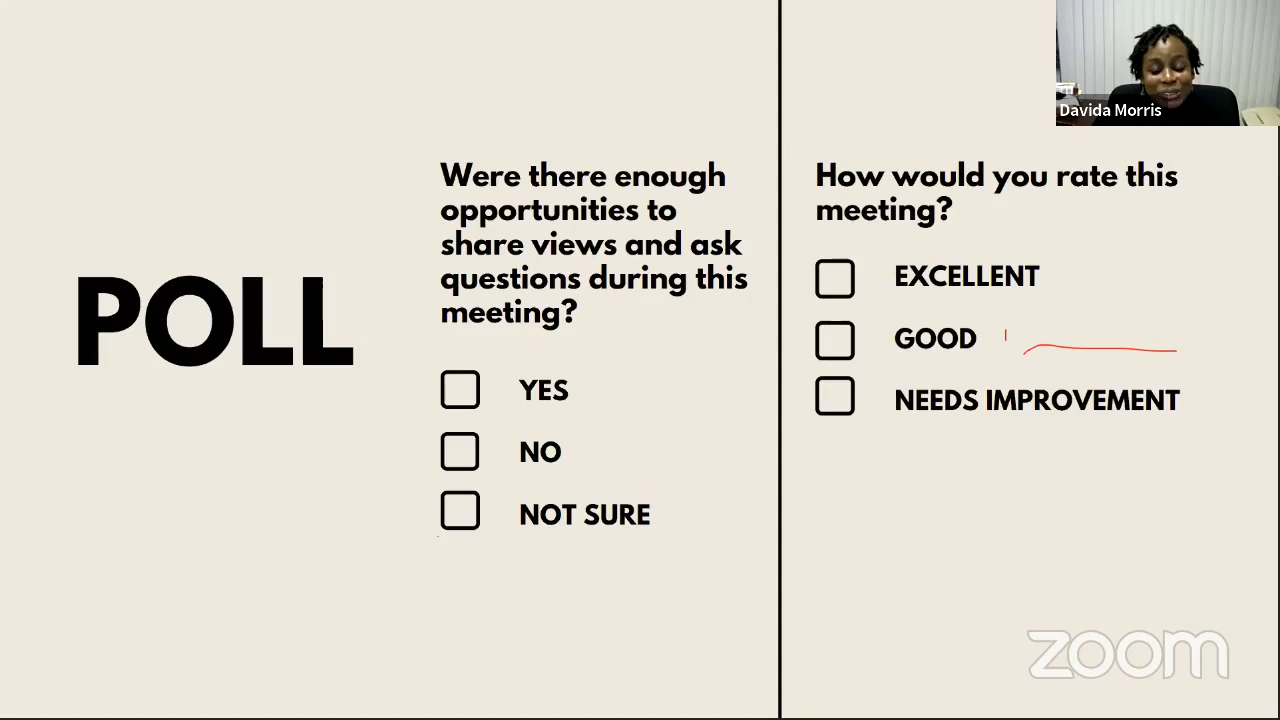 Davida Morris
POLL
Were there enough
opportunities to
share views and ask
questions during this
meeting?
YES
NO
NOT SURE
How would you rate this
meeting?
EXCELLENT
GOOD
NEEDS IMPROVEMENT
zoom